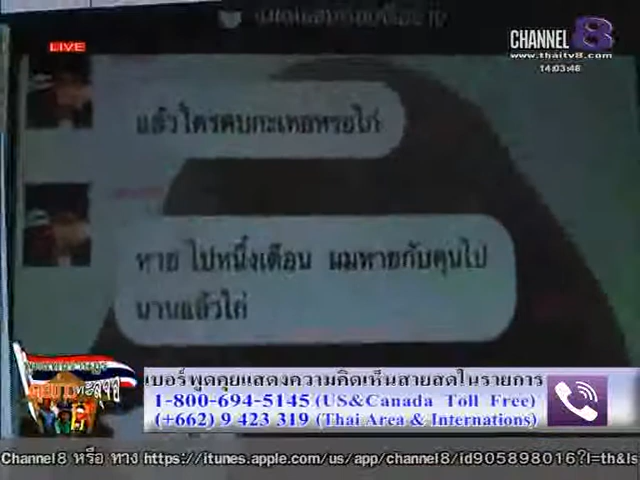 LIVE
CHANNEL 8
www.thaitv8.com
14:03:46
แล้วใครคบกะเทอพรอไก่
หาย ไปหนึ่งเดือน ผมหายกับคุนไป
นานแล้วไก่
เบอร์พูดคุยแสดงความคิดเห็นสายสดในรายการ
1-800-694-5145 (US&Canada Toll Free)
(+662) 9 423 319 (Thai Area & Internations)
Channel8 หรือ ทาง https://itunes.apple.com/us/app/channel8/id905898016?l=th&ls